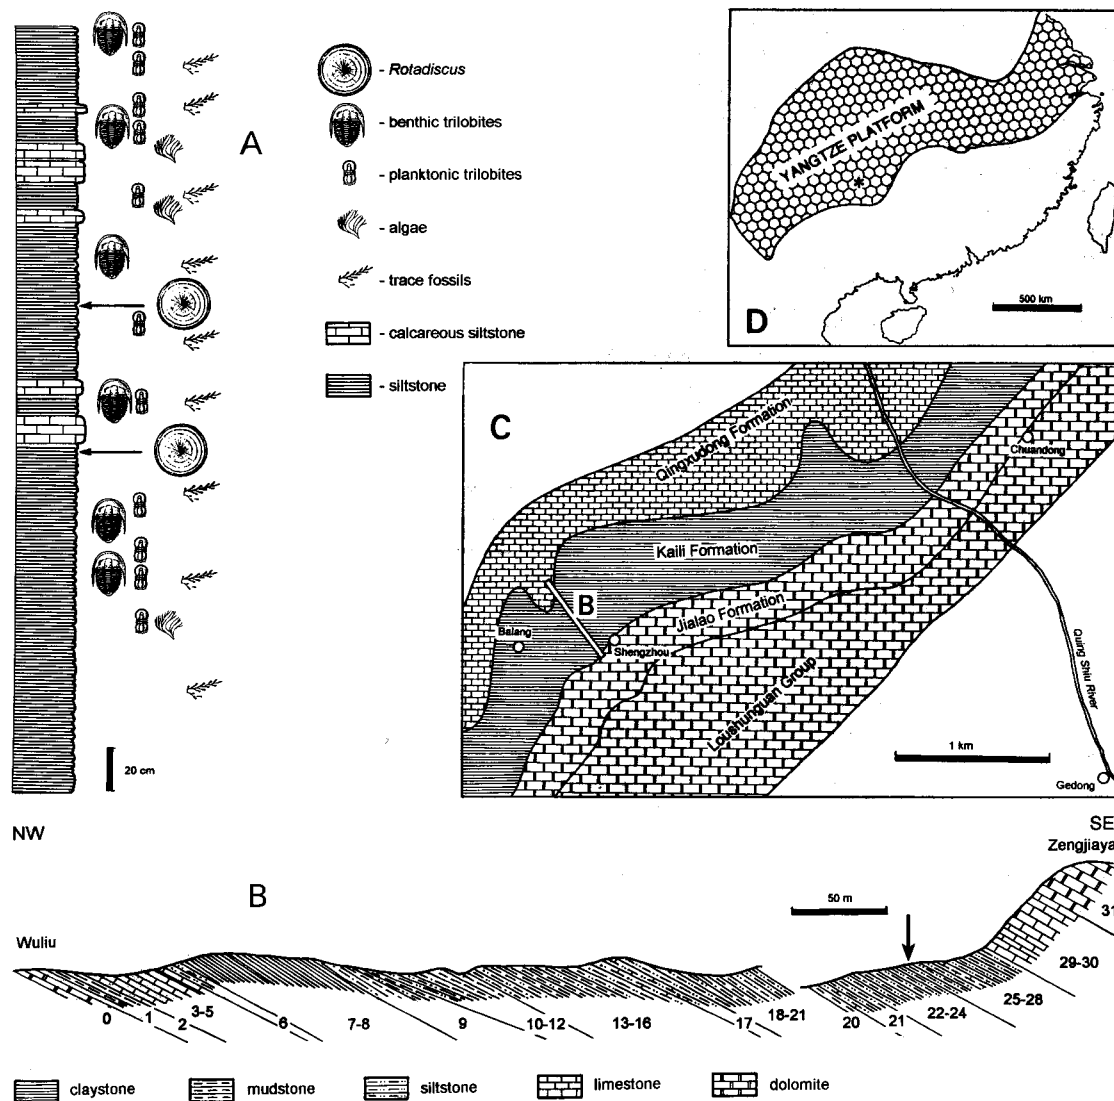 A
- Rotadiscus
- benthic trilobites
- planktonic trilobites
- algae
- trace fossils
- calcareous siltstone
- siltstone
20 cm
YANGTZE PLATFORM
*
500 km
D
C
Qingxudong Formation
Chuandong
Kaili Formation
B
Jialao Formation
Balang
Shengzhou
Loushunguan Group
Quing Shiu River
1 km
Gedong
NW
SE
Zengjiaya
B
50 m
Wuliu
0 1 2 3-5 6 7-8 9 10-12 13-16 17 18-21 20 21 22-24 25-28 29-30 31
claystone
mudstone
siltstone
limestone
dolomite